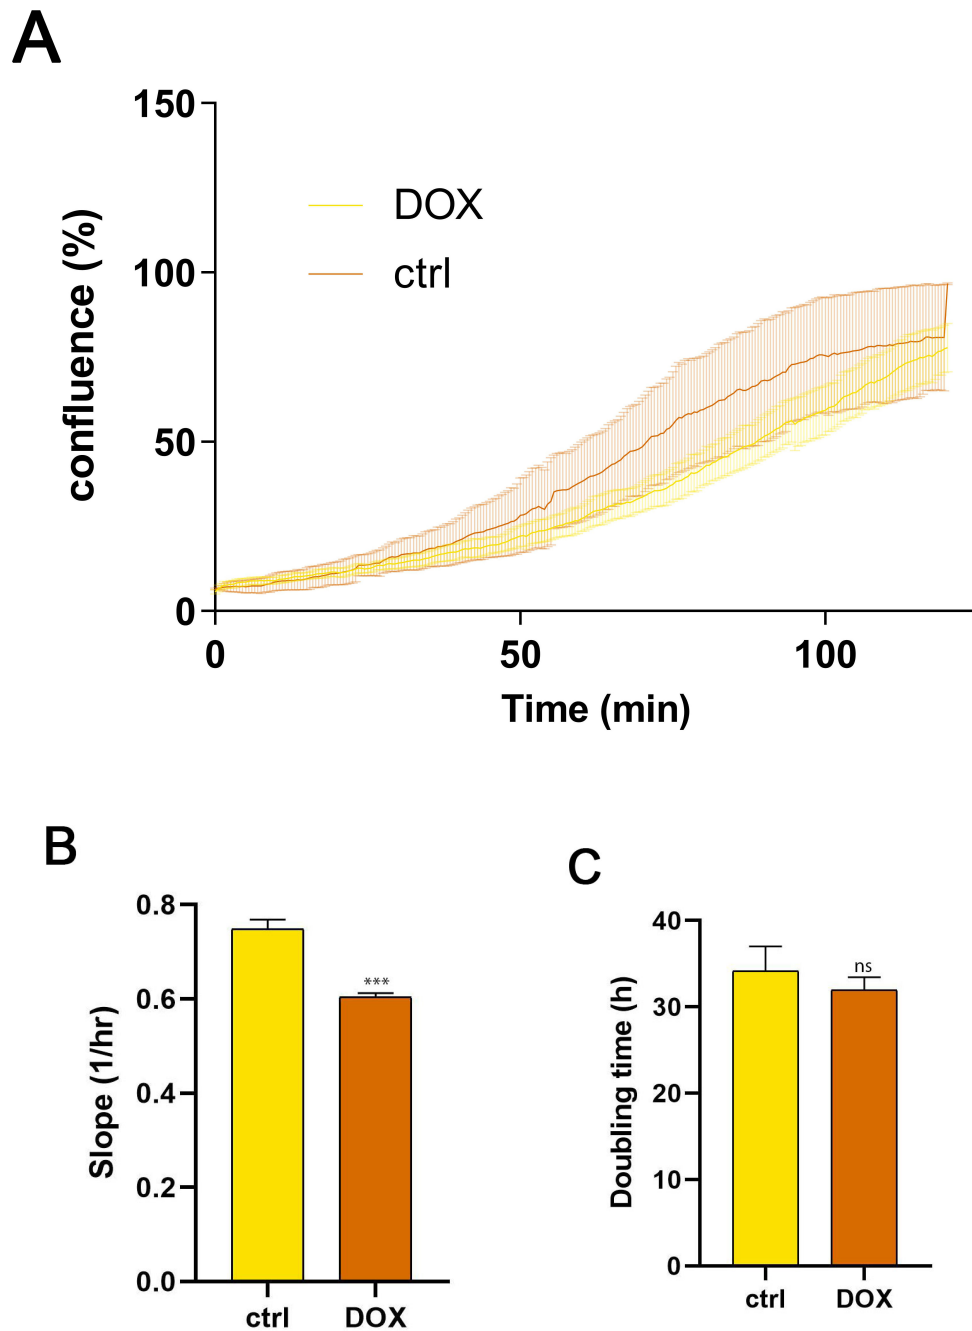 A
150
100
50
0
confluence (%)
DOX
ctrl
0 50 100
Time (min)
B
0.8
0.6
0.4
0.2
0.0
Slope (1/hr)
***
ctrl DOX
C
40
30
20
10
0
Doubling time (h)
ns
ctrl DOX